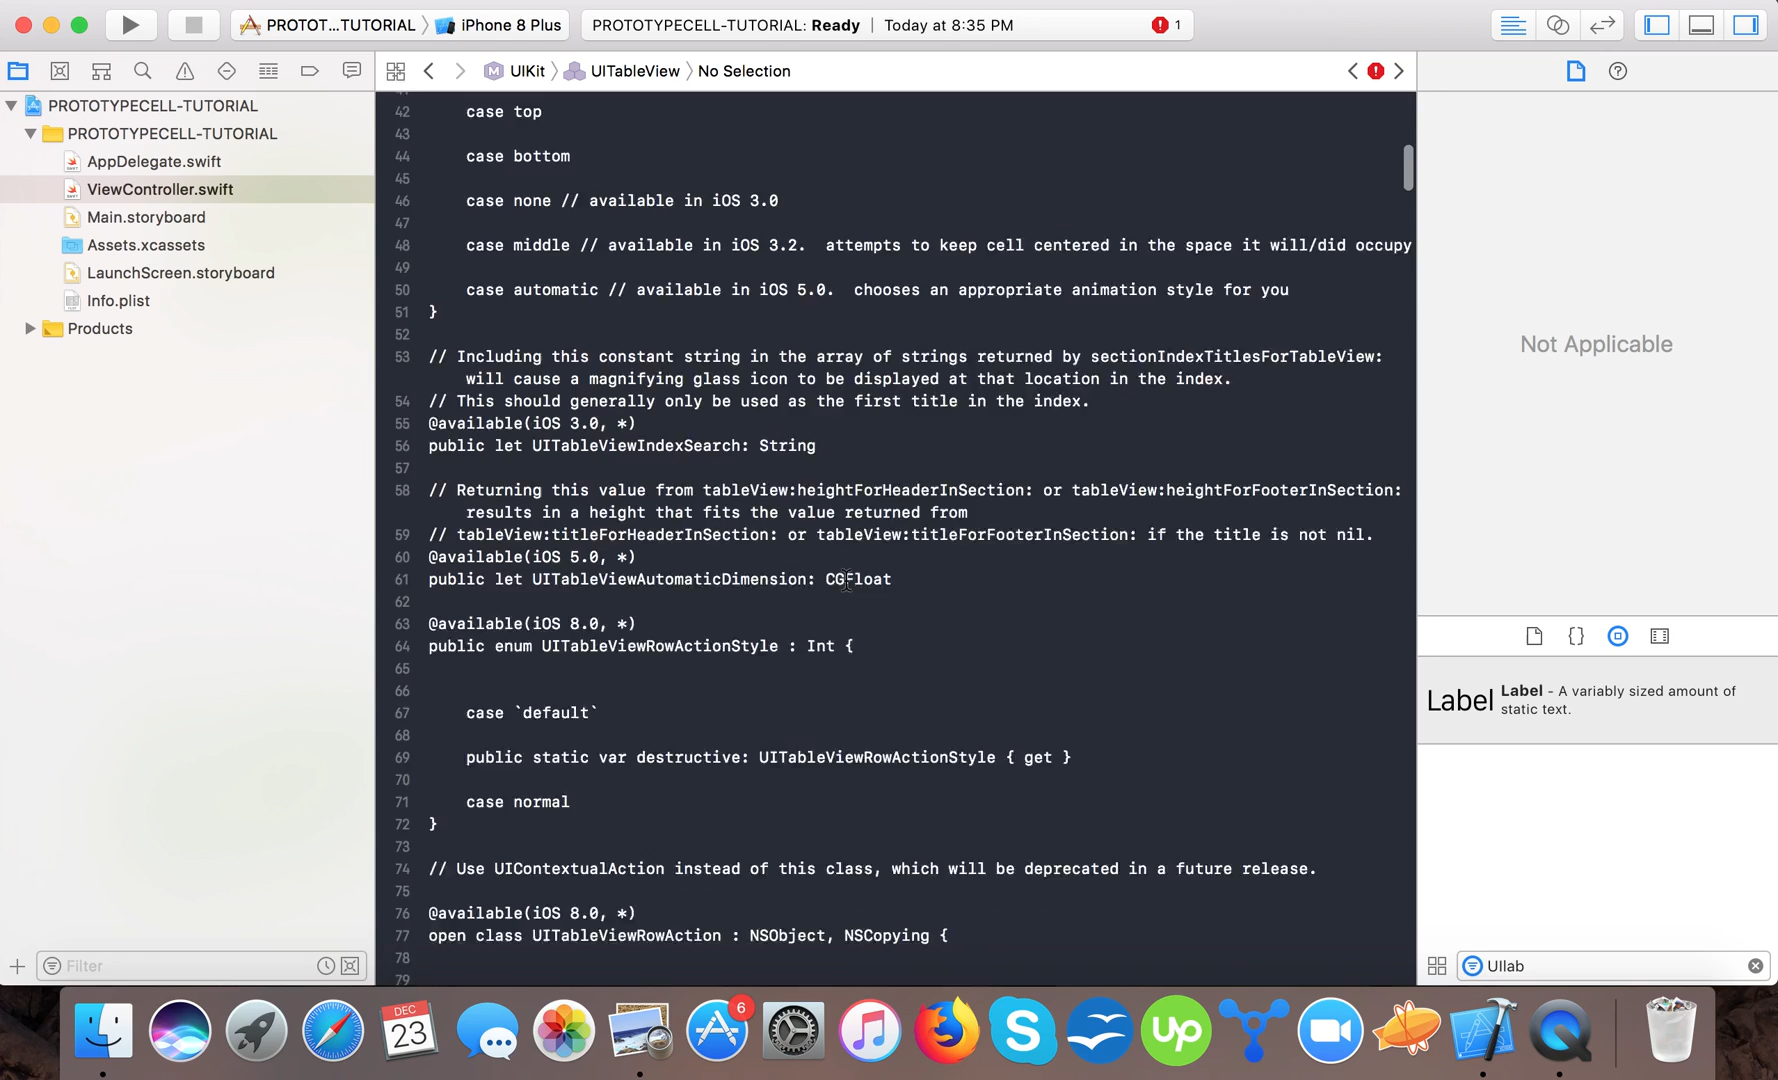 PROTOT...TUTORIAL
iPhone 8 Plus
PROTOTYPECELL-TUTORIAL: Ready | Today at 8:35 PM
1
UIKit
UITableView
No Selection
PROTOTYPECELL-TUTORIAL
PROTOTYPECELL-TUTORIAL
AppDelegate.swift
ViewController.swift
Main.storyboard
Assets.xcassets
LaunchScreen.storyboard
Info.plist
Products
Filter
42 case top
43
44 case bottom
45
46 case none // available in iOS 3.0
47
48 case middle // available in iOS 3.2.  attempts to keep cell centered in the space it will/did occupy
49
50 case automatic // available in iOS 5.0.  chooses an appropriate animation style for you
51 }
52
53 // Including this constant string in the array of strings returned by sectionIndexTitlesForTableView:
will cause a magnifying glass icon to be displayed at that location in the index.
54 // This should generally only be used as the first title in the index.
55 @available(iOS 3.0, *)
56 public let UITableViewIndexSearch: String
57
58 // Returning this value from tableView:heightForHeaderInSection: or tableView:heightForFooterInSection:
results in a height that fits the value returned from
59 // tableView:titleForHeaderInSection: or tableView:titleForFooterInSection: if the title is not nil.
60 @available(iOS 5.0, *)
61 public let UITableViewAutomaticDimension: CGFloat
62
63 @available(iOS 8.0, *)
64 public enum UITableViewRowActionStyle : Int {
65
66
67 case `default`
68
69 public static var destructive: UITableViewRowActionStyle { get }
70
71 case normal
72 }
73
74 // Use UIContextualAction instead of this class, which will be deprecated in a future release.
75
76 @available(iOS 8.0, *)
77 open class UITableViewRowAction : NSObject, NSCopying {
78
79
Not Applicable
Label
Label - A variably sized amount of
static text.
UIlab
DEC
23
6
S
Up